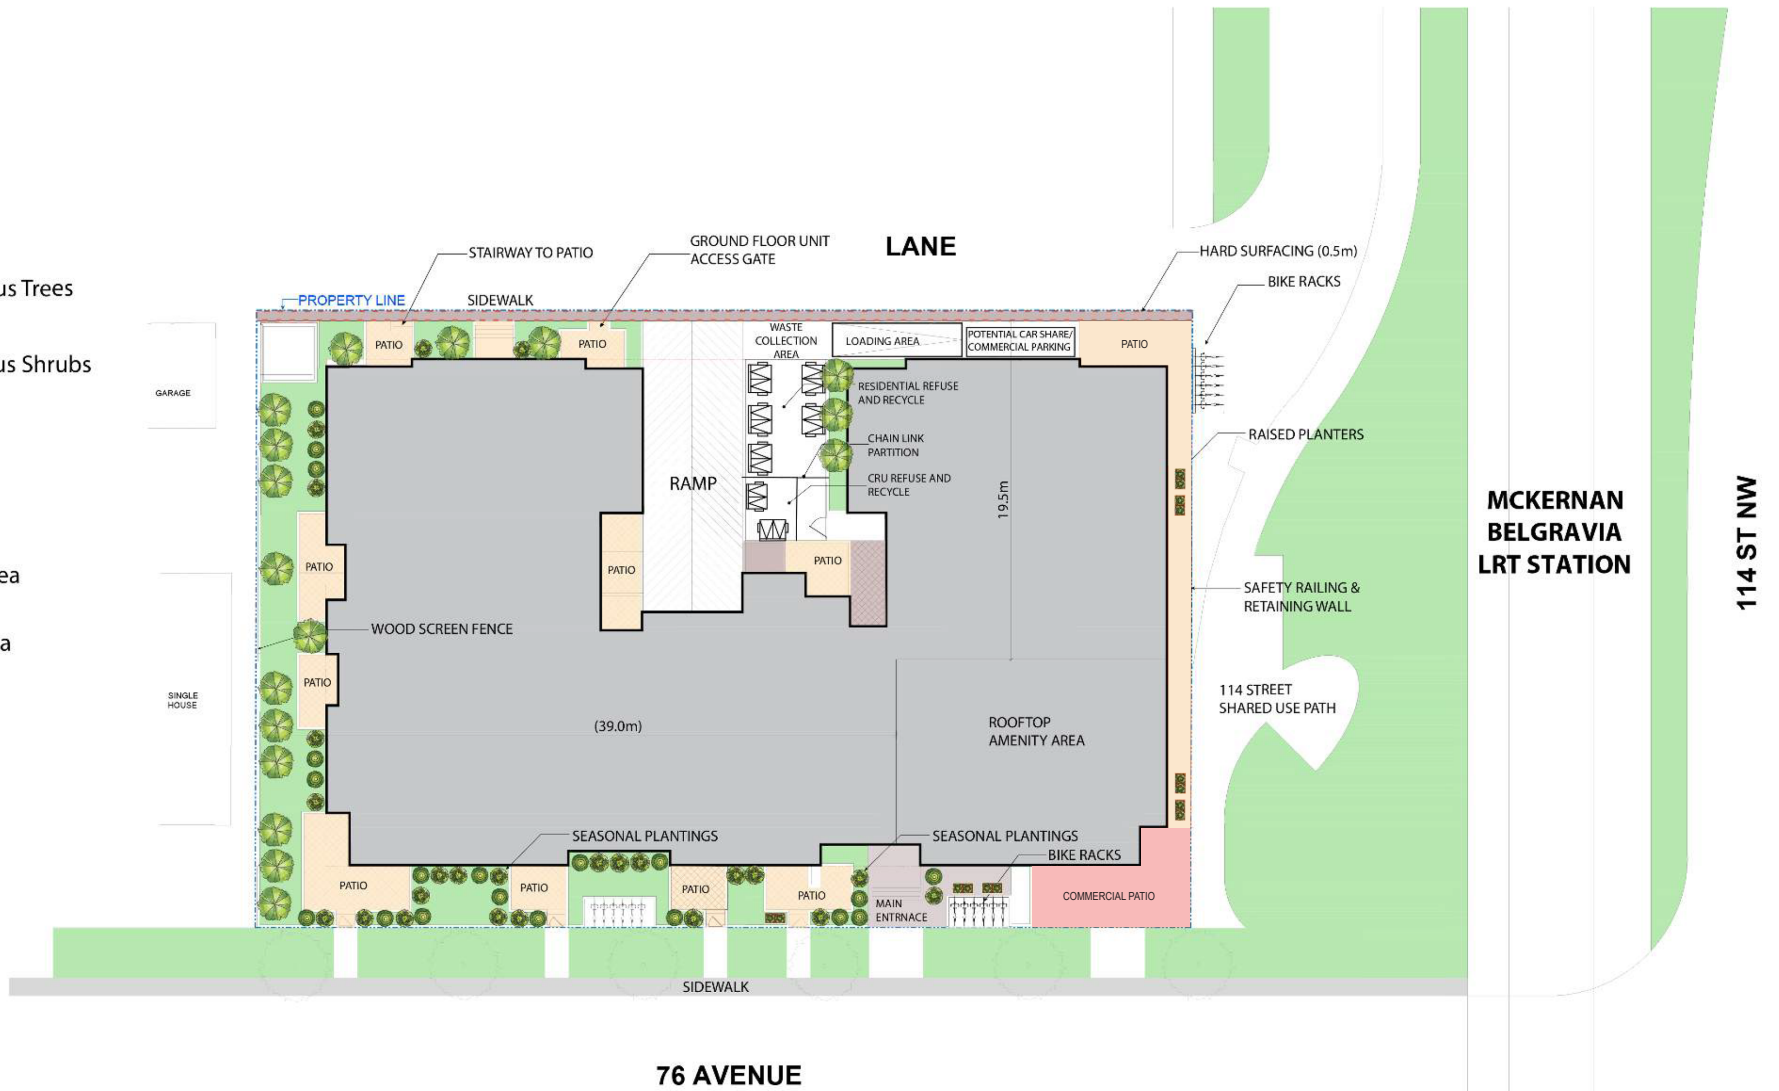 LANE
STAIRWAY TO PATIO
GROUND FLOOR UNIT
ACCESS GATE
HARD SURFACING (0.5m)
BIKE RACKS
us Trees
us Shrubs
ea
a
PROPERTY LINE
SIDEWALK
GARAGE
PATIO
PATIO
WASTE
COLLECTION
AREA
LOADING AREA
POTENTIAL CAR SHARE/
COMMERCIAL PARKING
PATIO
RESIDENTIAL REFUSE
AND RECYCLE
CHAIN LINK
PARTITION
CRU REFUSE AND
RECYCLE
RAISED PLANTERS
RAMP
19.5m
MCKERNAN
BELGRAVIA
LRT STATION
114 ST NW
PATIO
PATIO
PATIO
SAFETY RAILING &
RETAINING WALL
WOOD SCREEN FENCE
PATIO
SINGLE
HOUSE
114 STREET
SHARED USE PATH
(39.0m)
ROOFTOP
AMENITY AREA
SEASONAL PLANTINGS
SEASONAL PLANTINGS
BIKE RACKS
PATIO
PATIO
PATIO
PATIO
MAIN
ENTRNACE
COMMERCIAL PATIO
SIDEWALK
76 AVENUE